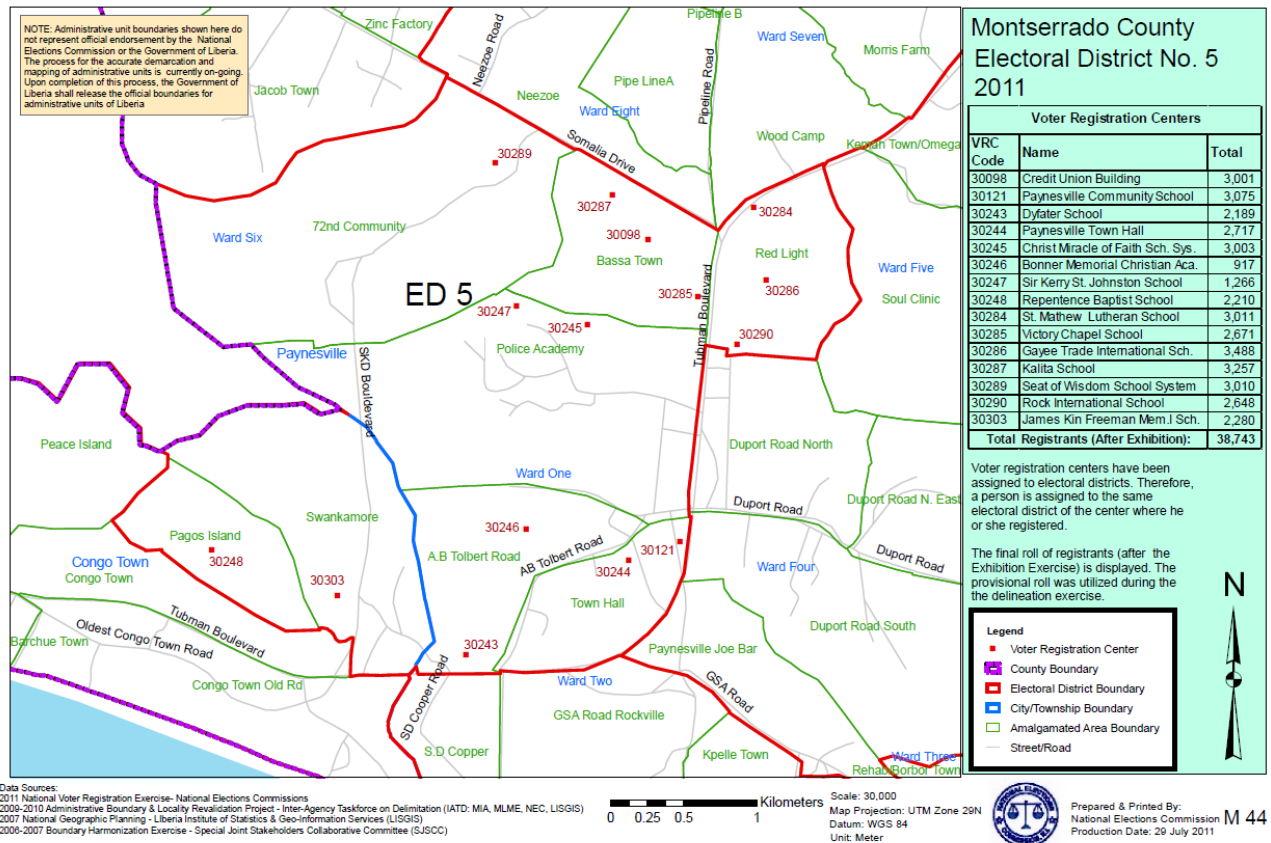 NOTE: Administrative unit boundaries shown here do
not represent official endorsement by the National
Elections Commission or the Government of Liberia.
The process for the accurate demarcation and
mapping of administrative units is currently on-going.
Upon completion of this process, the Government of
Liberia shall release the official boundaries for
administrative units of Liberia
Zinc Factory
Neezoe Road
Pipeline B
Ward Seven
Morris Farm
Jacob Town
Neezoe
Pipe LineA
Ward Eight
Pipeline Road
Wood Camp
Kemah Town/Omega
Somalia Drive
30289
30287
30284
72nd Community
Ward Six
30098
Bassa Town
Red Light
Ward Five
Soul Clinic
ED 5
30285
30286
30247
30245
Tubman Boulevard
30290
Paynesville
Police Academy
SKD Bouldevard
Peace Island
Duport Road North
Ward One
Duport Road
Duport Road N. East
Swankamore
Pagos Island
30248
30246
A.B Tolbert Road
AB Tolbert Road
30121
30244
Duport Road
Congo Town
Congo Town
30303
Ward Four
Town Hall
Tubman Boulevard
Oldest Congo Town Road
Barchue Town
Duport Road South
30243
Paynesville Joe Bar
Congo Town Old Rd
SD Cooper Road
Ward Two
GSA Road
GSA Road Rockville
S.D Copper
Kpelle Town
Ward Three
Rehab/Borbor Town
Montserrado County
Electoral District No. 5
2011
Voter Registration Centers
VRC Code Name Total
30098 Credit Union Building 3,001
30121 Paynesville Community School 3,075
30243 Dyfater School 2,189
30244 Paynesville Town Hall 2,717
30245 Christ Miracle of Faith Sch. Sys. 3,003
30246 Bonner Memorial Christian Aca. 917
30247 Sir Kerry St. Johnston School 1,266
30248 Repentence Baptist School 2,210
30284 St. Mathew Lutheran School 3,011
30285 Victory Chapel School 2,671
30286 Gayee Trade International Sch. 3,488
30287 Kalita School 3,257
30289 Seat of Wisdom School System 3,010
30290 Rock International School 2,648
30303 James Kin Freeman Mem.l Sch. 2,280
Total Registrants (After Exhibition): 38,743
Voter registration centers have been
assigned to electoral districts. Therefore,
a person is assigned to the same
electoral district of the center where he
or she registered.
The final roll of registrants (after the
Exhibition Exercise) is displayed. The
provisional roll was utilized during the
the delineation exercise.
N
Legend
Voter Registration Center
County Boundary
Electoral District Boundary
City/Township Boundary
Amalgamated Area Boundary
Street/Road
Data Sources:
2011 National Voter Registration Exercise- National Elections Commissions
2009-2010 Administrative Boundary & Locality Revalidation Project - Inter-Agency Taskforce on Delimitation (IATD: MIA, MLME, NEC, LISGIS)
2007 National Geographic Planning - LIberia Institute of Statistics & Geo-Information Services (LISGIS)
2006-2007 Boundary Harmonization Exercise - Special Joint Stakeholders Collaborative Committee (SJSCC)
Kilometers
0 0.25 0.5 1
Scale: 30,000
Map Projection: UTM Zone 29N
Datum: WGS 84
Unit: Meter
Prepared & Printed By:
National Elections Commission
Production Date: 29 July 2011
M 44